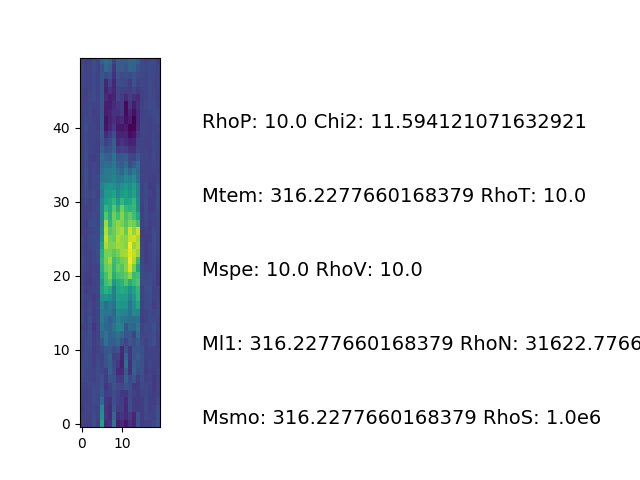 40
30
20
10
0
0 10
RhoP: 10.0 Chi2: 11.594121071632921
Mtem: 316.2277660168379 RhoT: 10.0
Mspe: 10.0 RhoV: 10.0
Ml1: 316.2277660168379 RhoN: 31622.7766
Msmo: 316.2277660168379 RhoS: 1.0e6